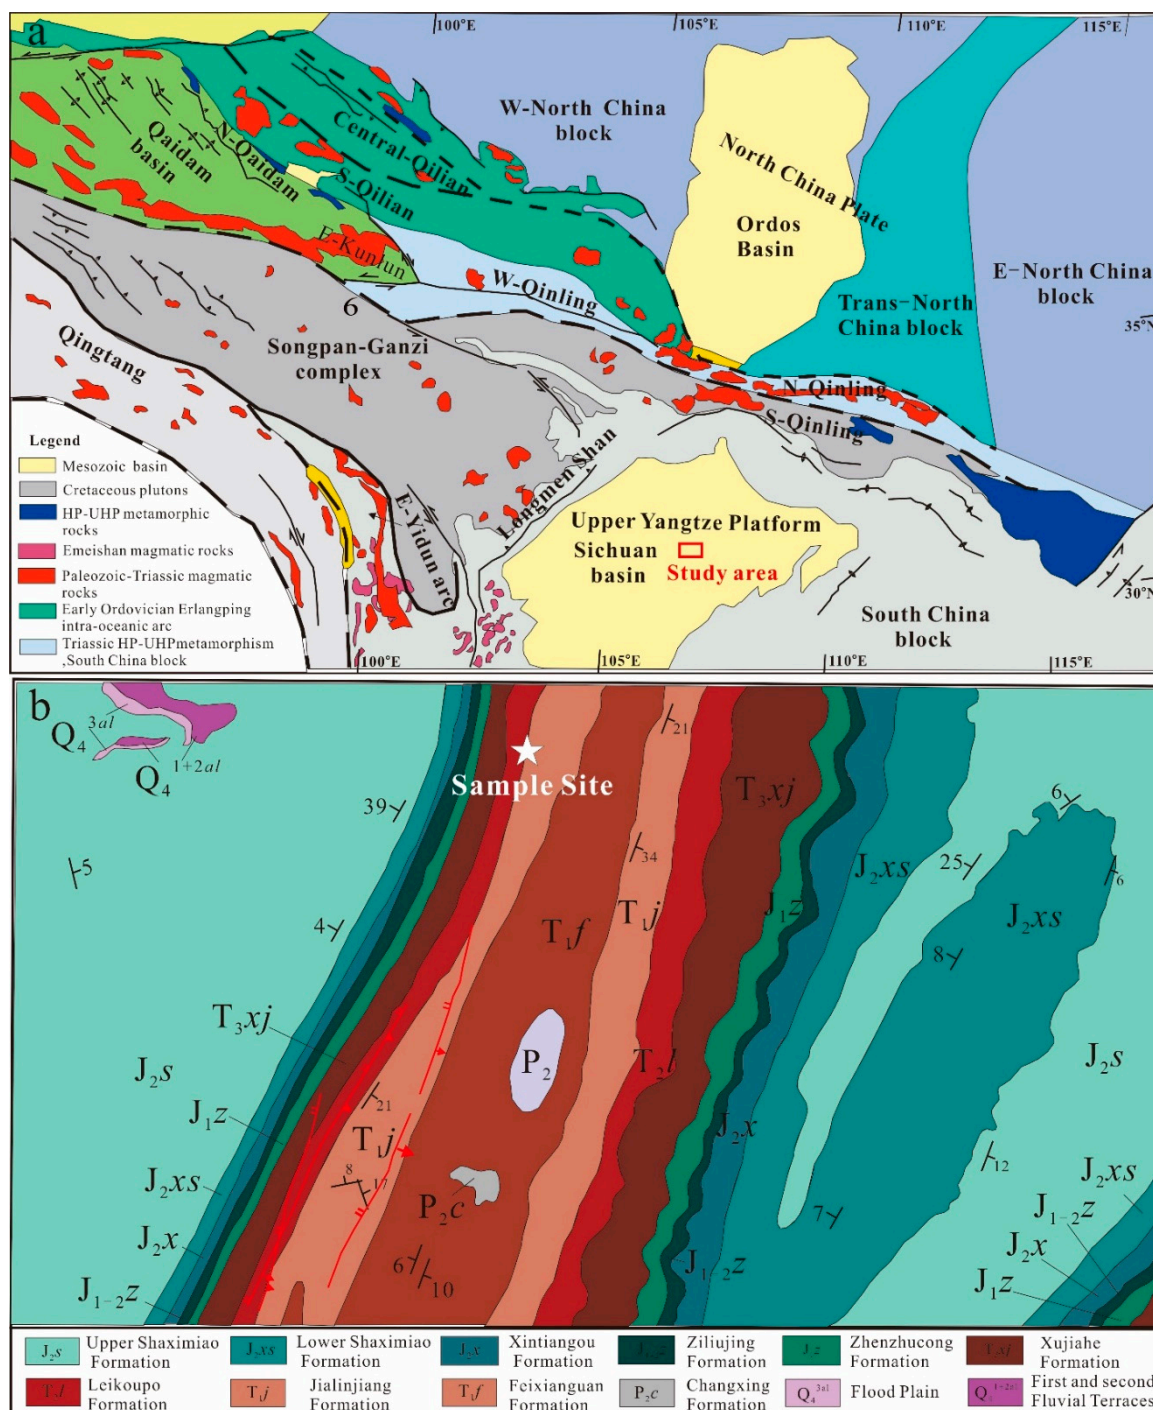 a
100°E
105°E
110°E
115°E
W-North China
block
North China Plate
Ordos
Basin
Central-Qilian
Qaidam
basin
N-Qaidam
S-Qilian
E-Kunlun
W-Qinling
E-North China
block
Trans-North
China block
35°N
6
Songpan-Ganzi
complex
Qingtang
N-Qinling
S-Qinling
Longmen Shan
E-Yidun arc
Upper Yangtze Platform
Sichuan
basin
Study area
South China
block
30°N
100°E
105°E
110°E
115°E
Legend
Mesozoic basin
Cretaceous plutons
HP-UHP metamorphic
rocks
Emeishan magmatic rocks
Paleozoic-Triassic magmatic
rocks
Early Ordovician Erlangping
intra-oceanic arc
Triassic HP-UHPmetamorphism
,South China block
b
Q₄ 3al
Q₄ 1+2al
Sample Site
21
39
5
4
34
T₃xj
6
25
J₂xs
6
J₂xs
J₁z
T₁j
T₁f
8
T₃xj
P₂
T₂l
J₂s
J₂s
21
J₁z
T₁j
J₂x
12
8
17
J₂xs
P₂c
7
J₂xs
J₁₋₂z
J₂x
6
10
J₁₋₂z
J₂x
J₁₋₂z
J₁z
J₂s Upper Shaximiao
Formation
J₂xs Lower Shaximiao
Formation
J₂x Xintiangou
Formation
Ziliujing
Formation
J₁z Zhenzhucong
Formation
T₃xj Xujiahe
Formation
T₂l Leikoupo
Formation
T₁j Jialinjiang
Formation
T₁f Feixianguan
Formation
P₂c Changxing
Formation
Q₄ 3al Flood Plain
Q₄ 1+2al First and second
Fluvial Terraces